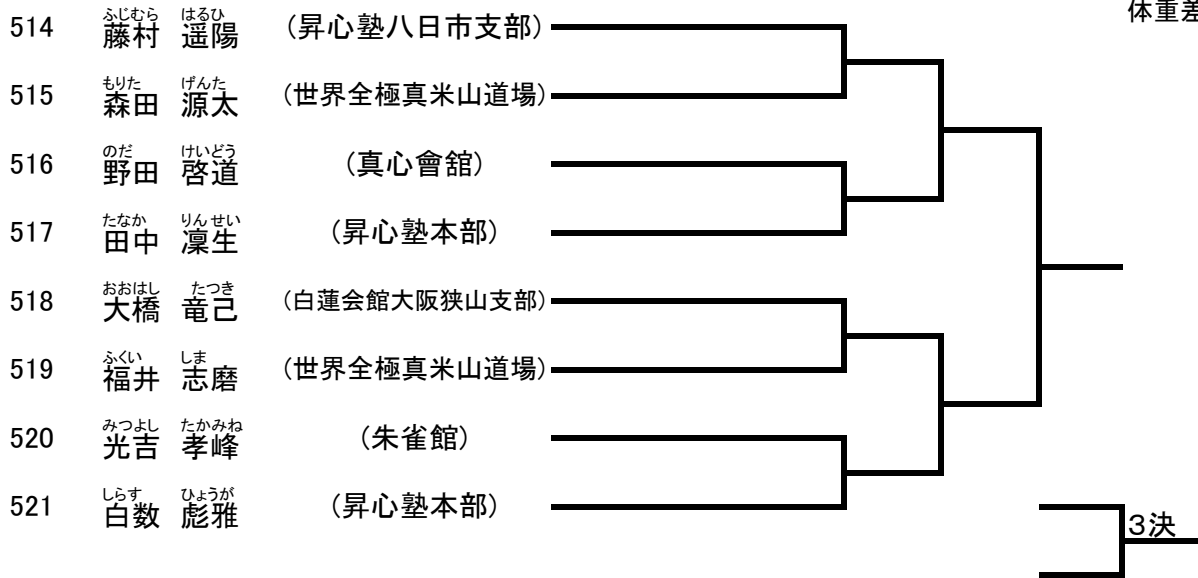 体重差
ふじむら はるひ
514 藤村 遥陽 (昇心塾八日市支部)
もりた げんた
515 森田 源太 (世界全極真米山道場)
のだ けいどう
516 野田 啓道 (真心會舘)
たなか りんせい
517 田中 凜生 (昇心塾本部)
おおはし たつき
518 大橋 竜己 (白蓮会館大阪狭山支部)
ふくい しま
519 福井 志磨 (世界全極真米山道場)
みつよし たかみね
520 光吉 孝峰 (朱雀館)
しらす ひょうが
521 白数 彪雅 (昇心塾本部)
3決